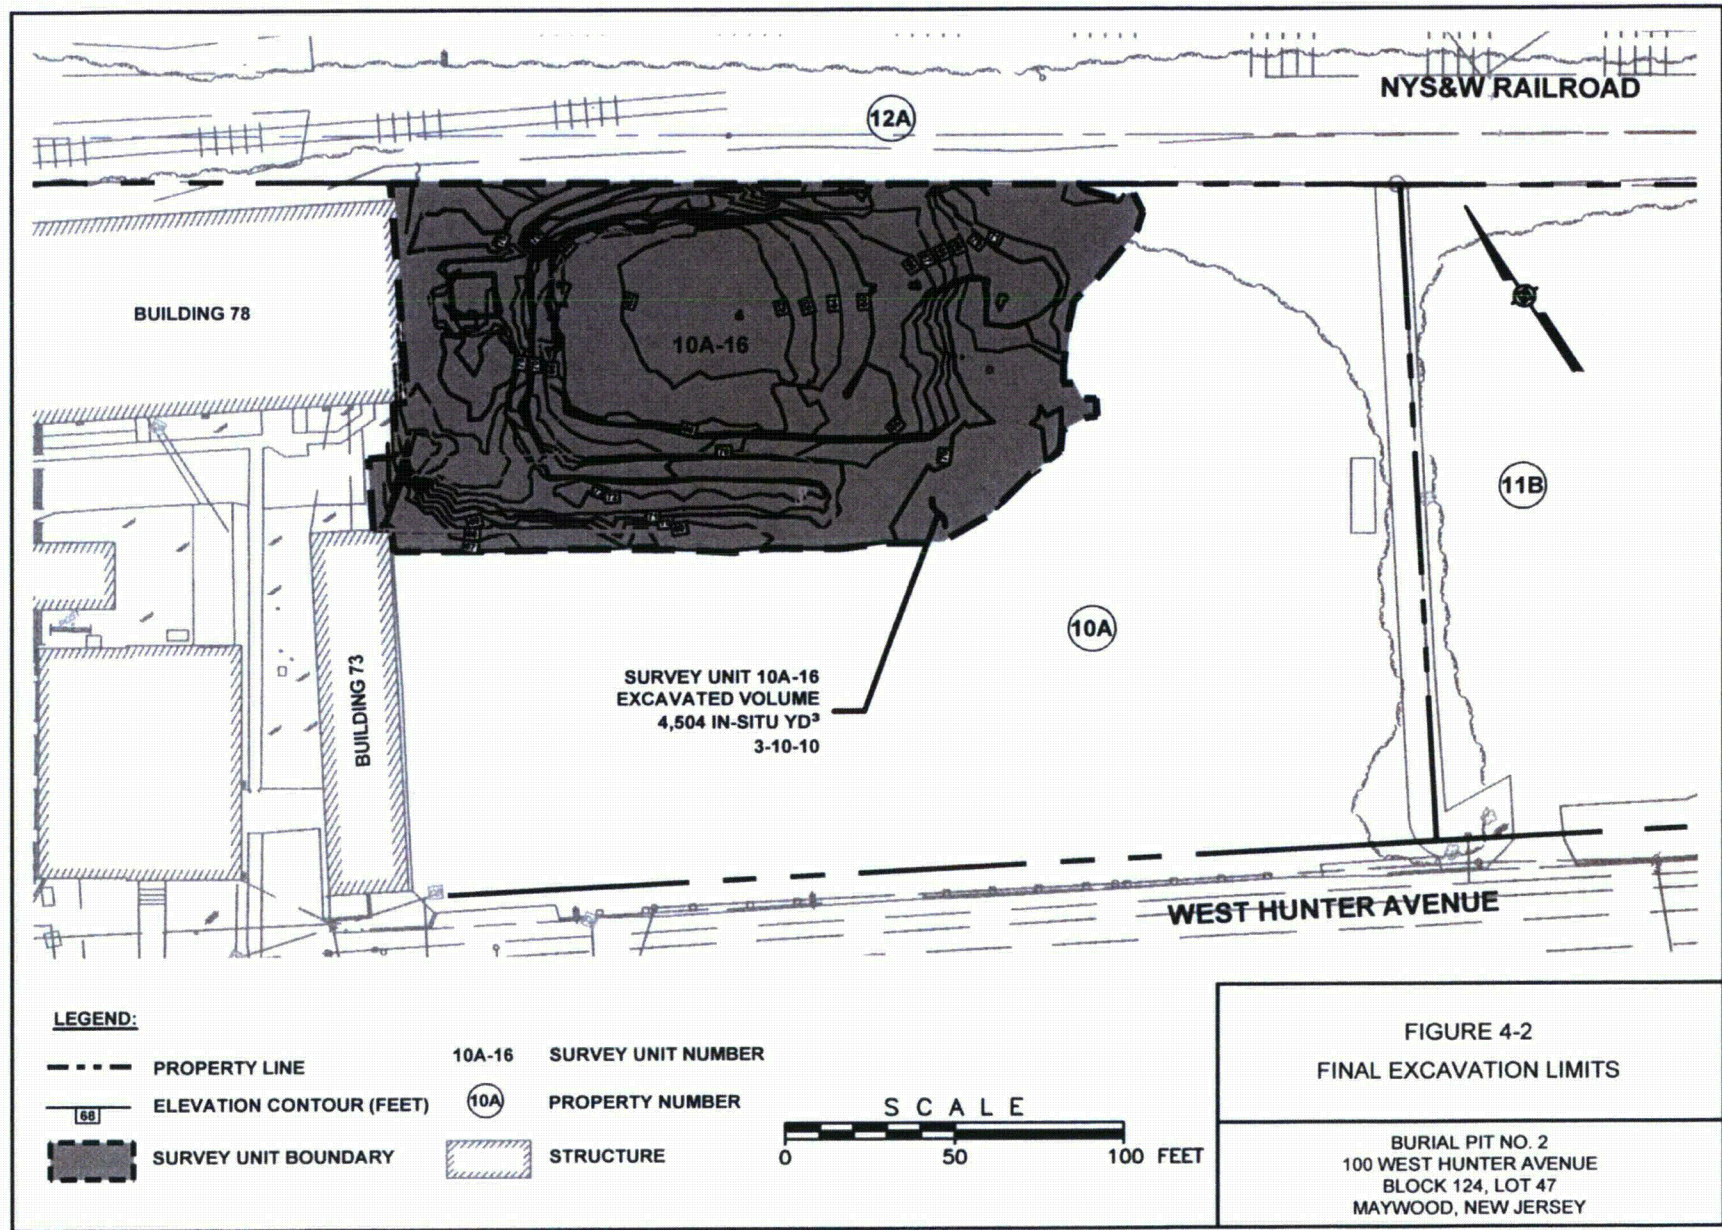 NYS&W RAILROAD
12A
BUILDING 78
10A-16
11B
10A
SURVEY UNIT 10A-16
EXCAVATED VOLUME
4,504 IN-SITU YD³
3-10-10
BUILDING 73
WEST HUNTER AVENUE
LEGEND:
PROPERTY LINE
68
ELEVATION CONTOUR (FEET)
SURVEY UNIT BOUNDARY
10A-16 SURVEY UNIT NUMBER
10A PROPERTY NUMBER
STRUCTURE
SCALE
0 50 100 FEET
FIGURE 4-2
FINAL EXCAVATION LIMITS
BURIAL PIT NO. 2
100 WEST HUNTER AVENUE
BLOCK 124, LOT 47
MAYWOOD, NEW JERSEY